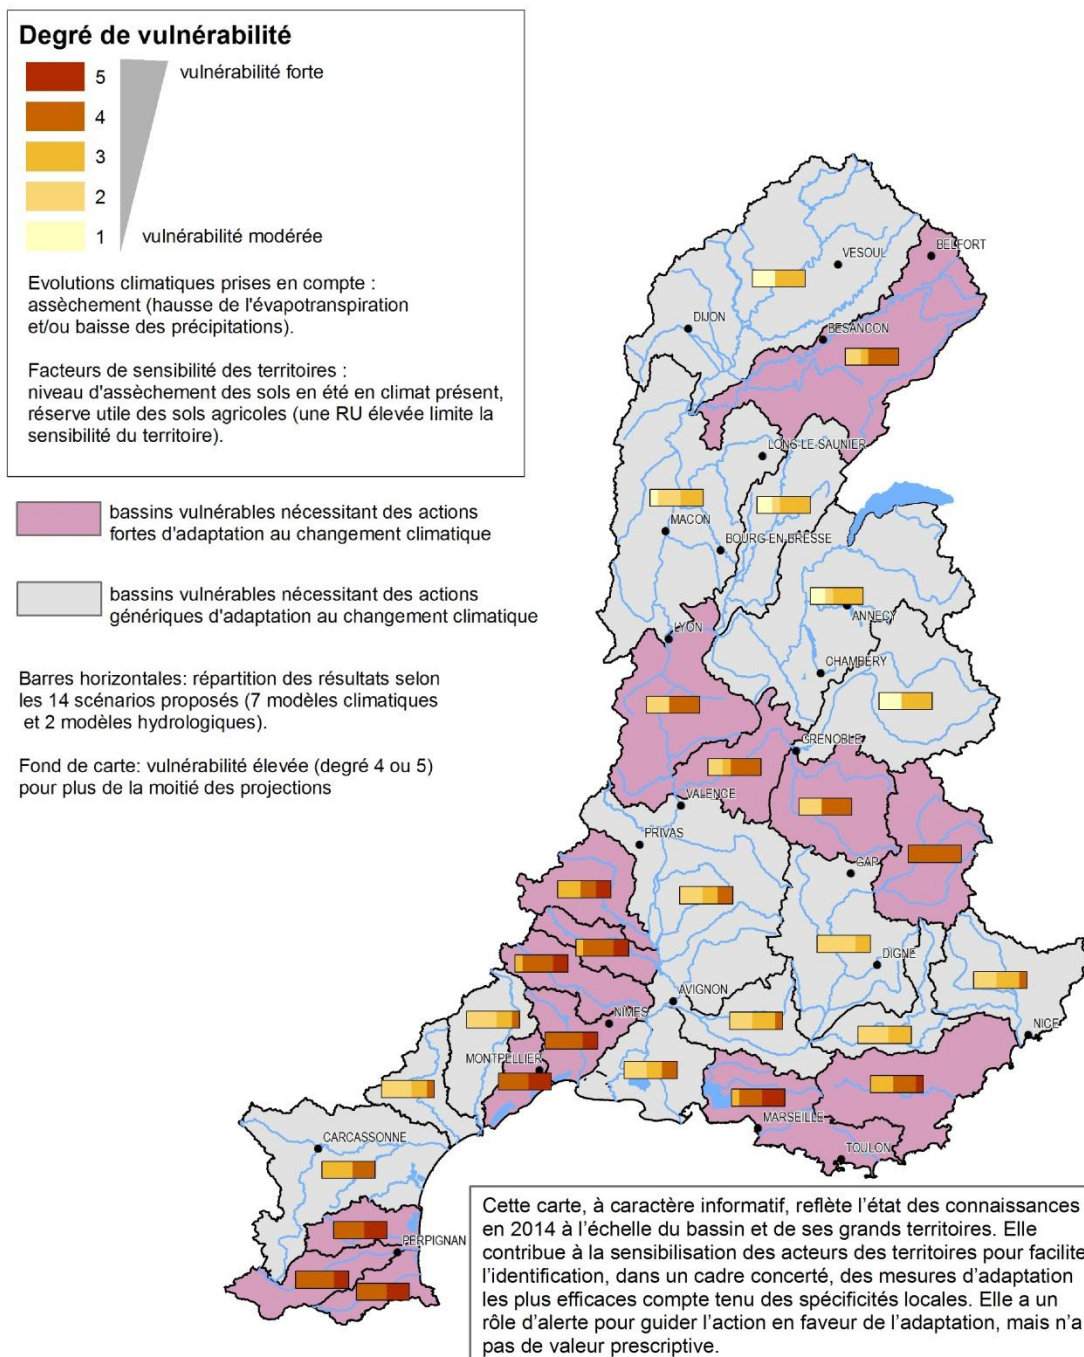 Degré de vulnérabilité
5
vulnérabilité forte
4
3
2
1
vulnérabilité modérée
Evolutions climatiques prises en compte :
assèchement (hausse de l'évapotranspiration
et/ou baisse des précipitations).
Facteurs de sensibilité des territoires :
niveau d'assèchement des sols en été en climat présent,
réserve utile des sols agricoles (une RU élevée limite la
sensibilité du territoire).
bassins vulnérables nécessitant des actions
fortes d'adaptation au changement climatique
bassins vulnérables nécessitant des actions
génériques d'adaptation au changement climatique
Barres horizontales: répartition des résultats selon
les 14 scénarios proposés (7 modèles climatiques
et 2 modèles hydrologiques).
Fond de carte: vulnérabilité élevée (degré 4 ou 5)
pour plus de la moitié des projections
BELFORT
VESOUL
DIJON
BESANCON
LONS-LE-SAUNIER
MACON
BOURG-EN-BRESSE
ANNECY
LYON
CHAMBÉRY
GRENOBLE
VALENCE
PRIVAS
GAP
DIGNE
AVIGNON
NÎMES
NICE
MONTPELLIER
MARSEILLE
TOULON
CARCASSONNE
PERPIGNAN
Cette carte, à caractère informatif, reflète l'état des connaissances
en 2014 à l'échelle du bassin et de ses grands territoires. Elle
contribue à la sensibilisation des acteurs des territoires pour facilite
l'identification, dans un cadre concerté, des mesures d'adaptation
les plus efficaces compte tenu des spécificités locales. Elle a un
rôle d'alerte pour guider l'action en faveur de l'adaptation, mais n'a
pas de valeur prescriptive.